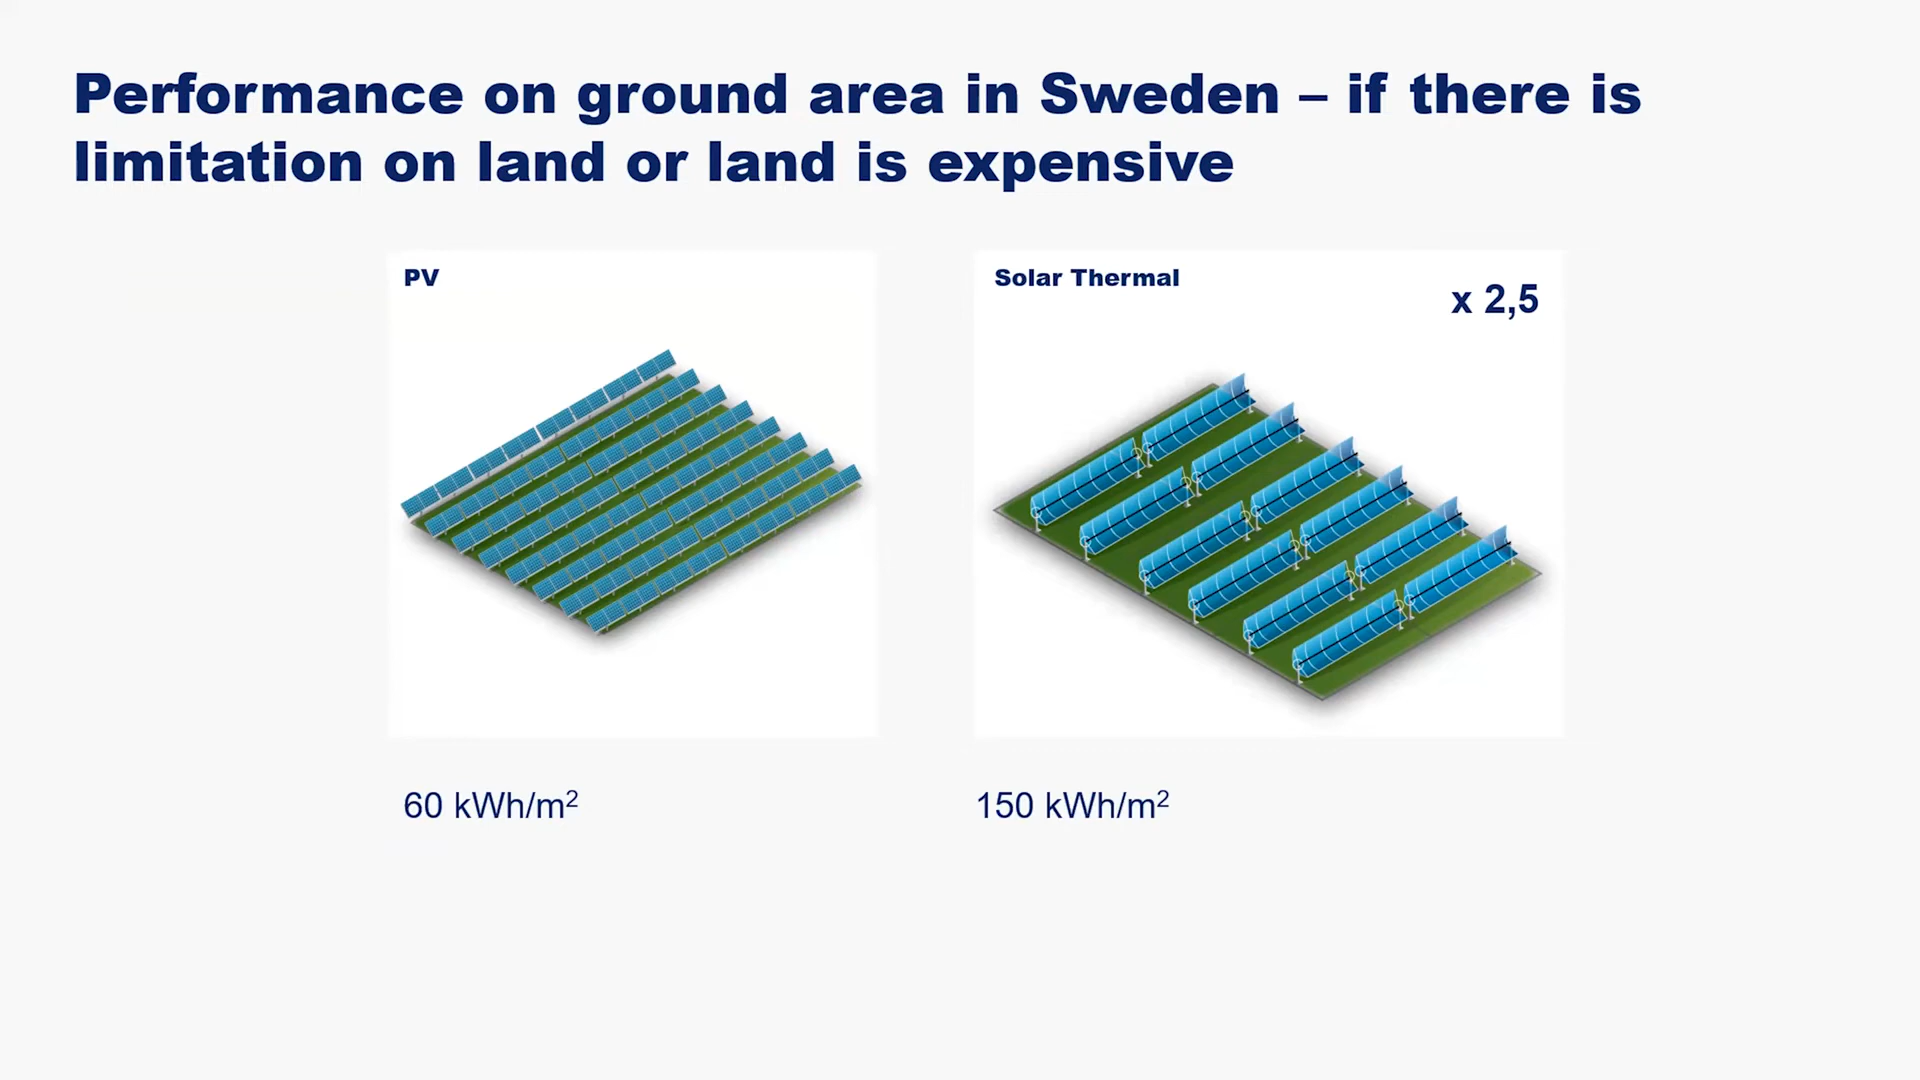 Performance on ground area in Sweden – if there is
limitation on land or land is expensive
PV
Solar Thermal
x 2,5
60 kWh/m²
150 kWh/m²